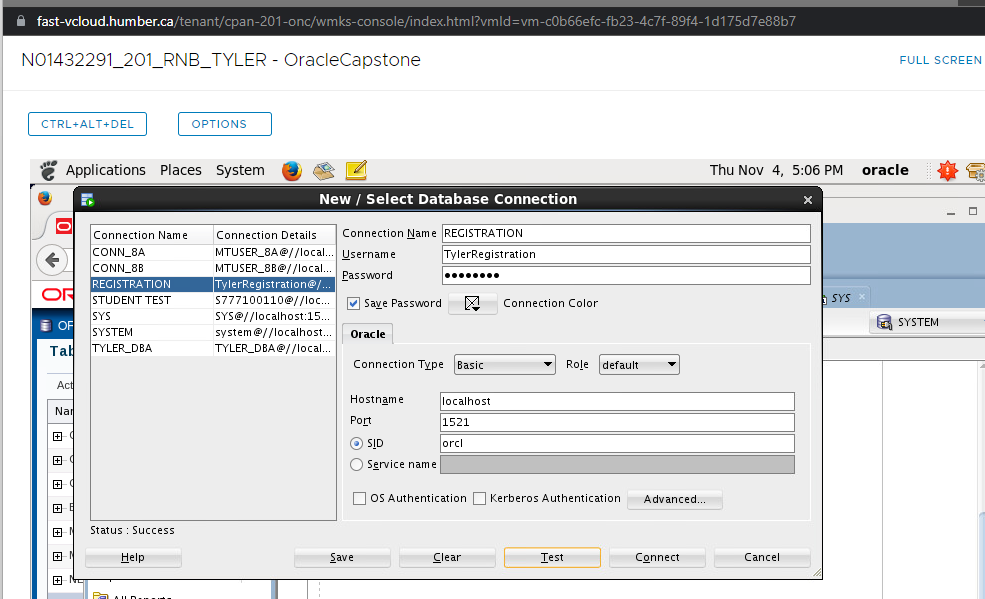 fast-vcloud.humber.ca/tenant/cpan-201-onc/wmks-console/index.html?vmId=vm-c0b66efc-fb23-4c7f-89f4-1d175d7e88b7
N01432291_201_RNB_TYLER - OracleCapstone
FULL SCREEN
CTRL+ALT+DEL OPTIONS
Applications Places System Thu Nov 4, 5:06 PM oracle
New / Select Database Connection
Connection Name Connection Details
CONN_8A MTUSER_8A@//local...
CONN_8B MTUSER_8B@//local...
REGISTRATION TylerRegistration@/...
STUDENT TEST S777100110@//loc...
SYS SYS@//localhost:15...
SYSTEM system@//localhost...
TYLER_DBA TYLER_DBA@//local...
Connection Name REGISTRATION
Username TylerRegistration
Password ●●●●●●●●
Save Password Connection Color
Oracle
Connection Type Basic Role default
Hostname localhost
Port 1521
SID orcl
Service name
OS Authentication Kerberos Authentication Advanced...
Status : Success
Help Save Clear Test Connect Cancel
SYS
SYSTEM
All Reports